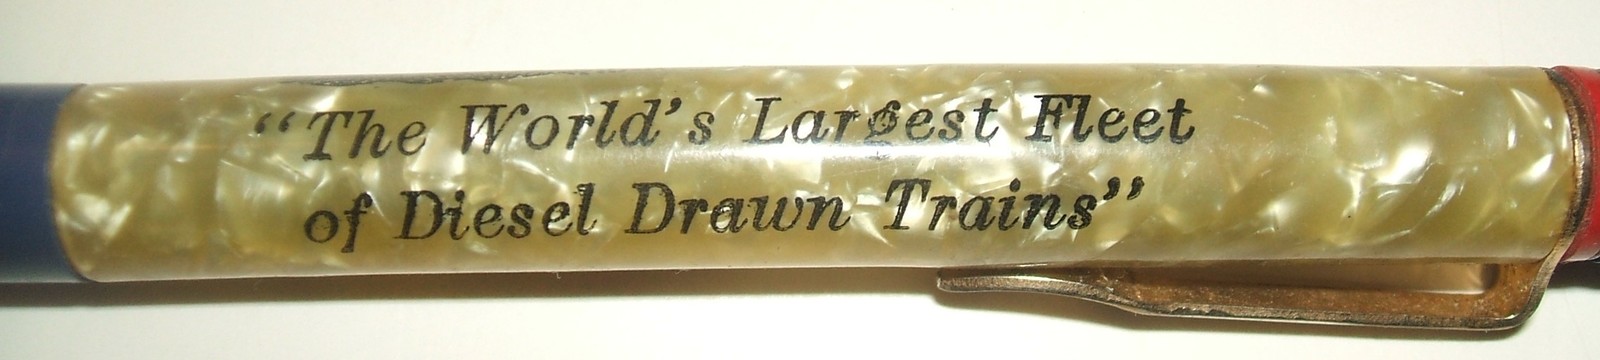 “The World’s Largest Fleet
of Diesel Drawn Trains”